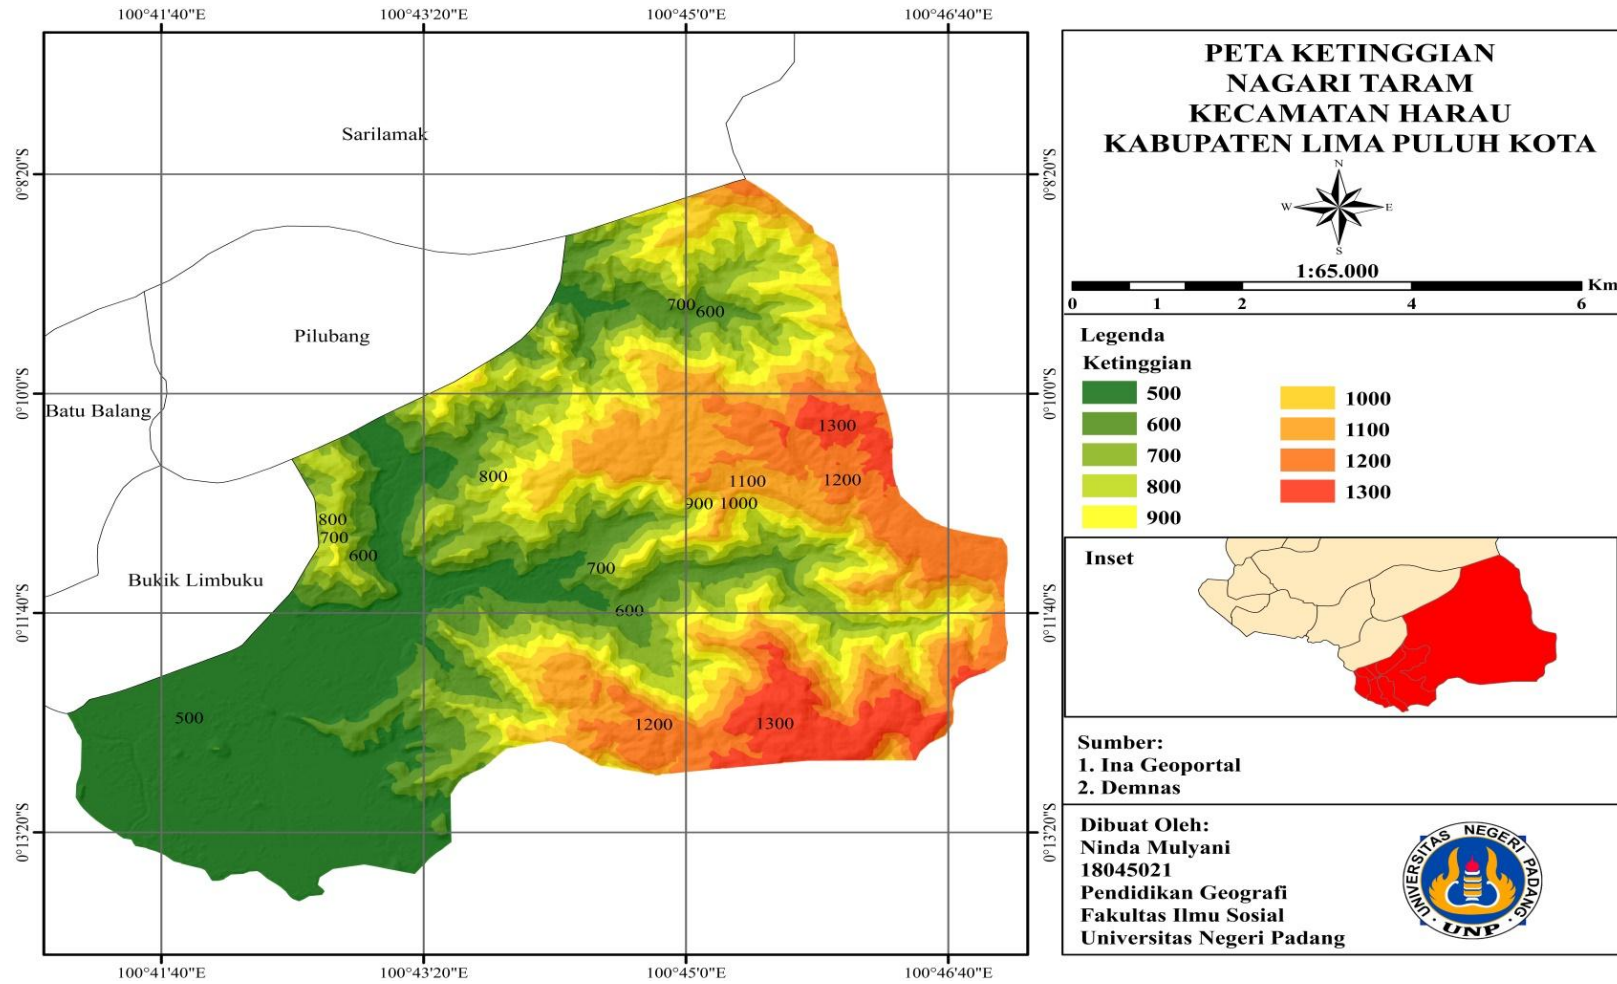 100°41'40"E
100°43'20"E
100°45'0"E
100°46'40"E
0°8'20"S
0°10'0"S
0°11'40"S
0°13'20"S
Sarilamak
Pilubang
Batu Balang
Bukik Limbuku
700
600
1300
800
1100
1200
900
1000
800
700
600
700
600
500
1200
1300
0°8'20"S
0°10'0"S
0°11'40"S
0°13'20"S
100°41'40"E
100°43'20"E
100°45'0"E
100°46'40"E
PETA KETINGGIAN
NAGARI TARAM
KECAMATAN HARAU
KABUPATEN LIMA PULUH KOTA
N
W
E
S
1:65.000
Km
0 1 2 4 6
Legenda
Ketinggian
500
600
700
800
900
1000
1100
1200
1300
Inset
Sumber:
1. Ina Geoportal
2. Demnas
Dibuat Oleh:
Ninda Mulyani
18045021
Pendidikan Geografi
Fakultas Ilmu Sosial
Universitas Negeri Padang
UNIVERSITAS NEGERI PADANG
UNP